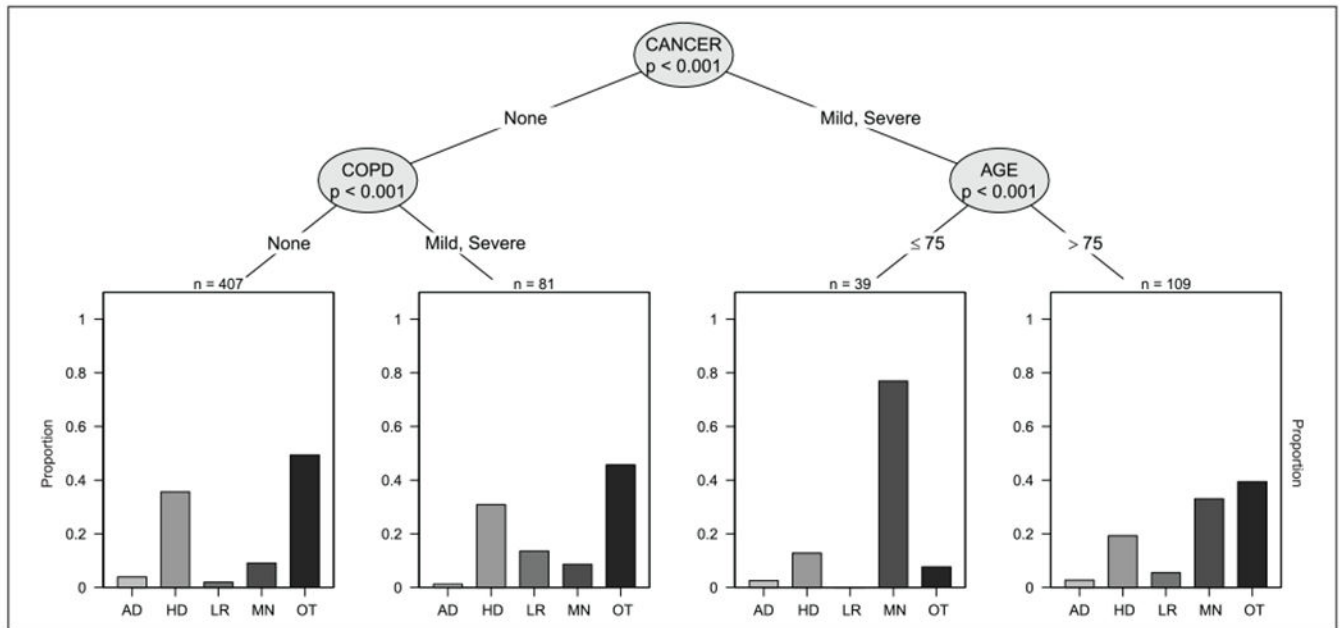 CANCER
p < 0.001
None
Mild, Severe
COPD
p < 0.001
AGE
p < 0.001
None
Mild, Severe
≤ 75
> 75
n = 407
n = 81
n = 39
n = 109
Proportion
1
0.8
0.6
0.4
0.2
0
AD HD LR MN OT
1
0.8
0.6
0.4
0.2
0
AD HD LR MN OT
1
0.8
0.6
0.4
0.2
0
AD HD LR MN OT
1
0.8
0.6
0.4
0.2
0
AD HD LR MN OT
Proportion